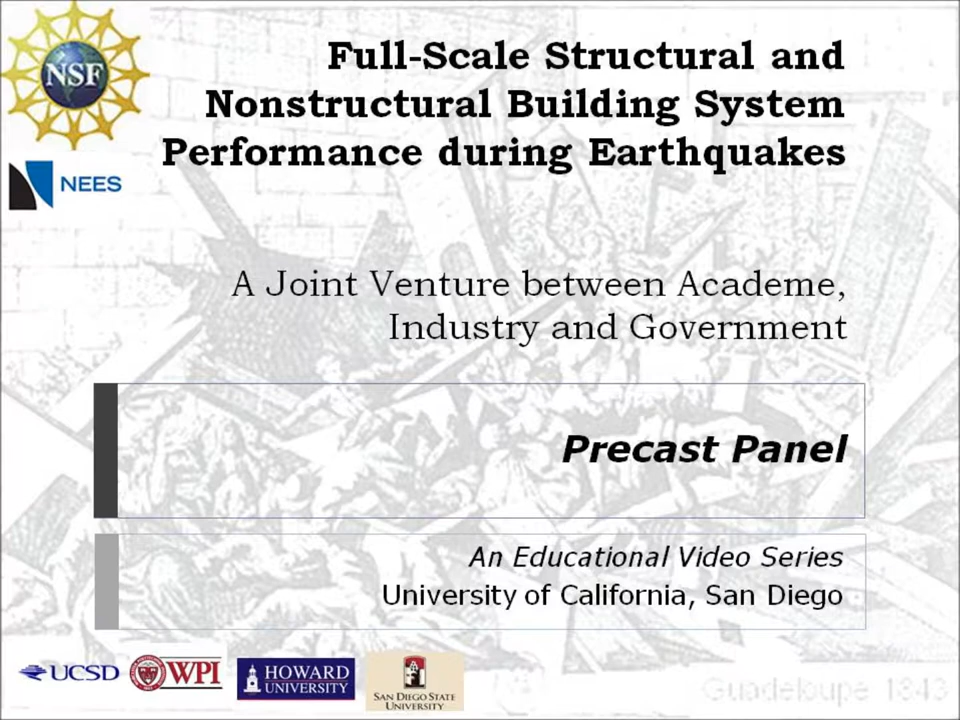 NSF
NEES
Full-Scale Structural and
Nonstructural Building System
Performance during Earthquakes
A Joint Venture between Academe,
Industry and Government
Precast Panel
An Educational Video Series
University of California, San Diego
UCSD
WPI
HOWARD
UNIVERSITY
SAN DIEGO STATE
UNIVERSITY
Guadeloupe 1843